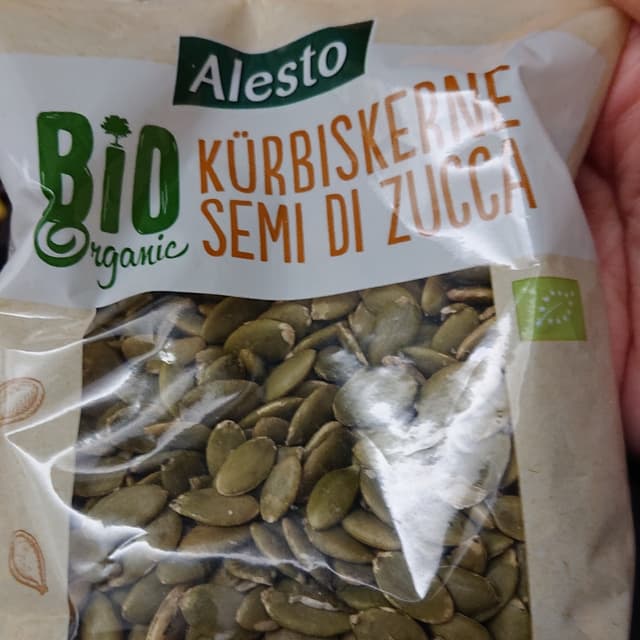 Alesto
BiO
Organic
KÜRBISKERNE
SEMI DI ZUCCA